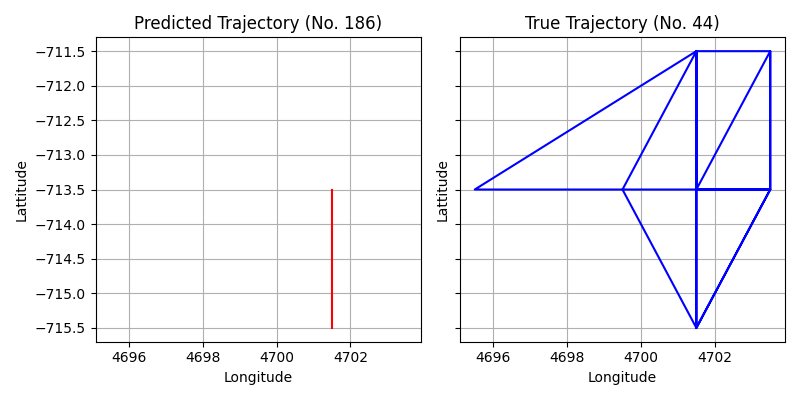 Predicted Trajectory (No. 186)
True Trajectory (No. 44)
−711.5
−712.0
−712.5
−713.0
−713.5
−714.0
−714.5
−715.0
−715.5
Lattitude
Lattitude
4696 4698 4700 4702
4696 4698 4700 4702
Longitude
Longitude